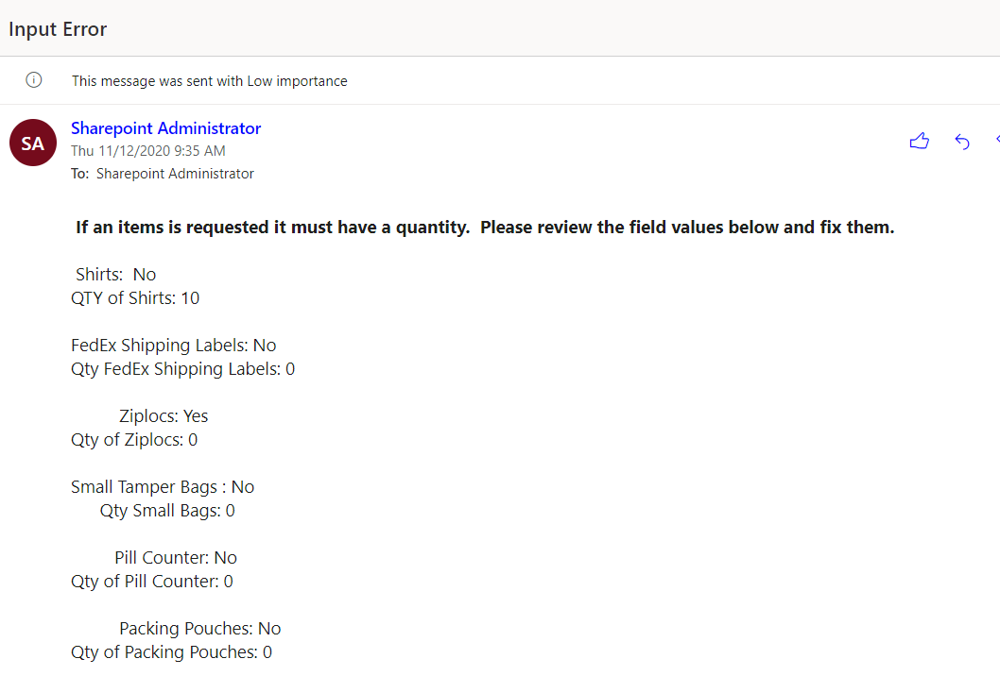 Input Error
This message was sent with Low importance
SA
Sharepoint Administrator
Thu 11/12/2020 9:35 AM
To: Sharepoint Administrator
If an items is requested it must have a quantity. Please review the field values below and fix them.
Shirts: No
QTY of Shirts: 10
FedEx Shipping Labels: No
Qty FedEx Shipping Labels: 0
Ziplocs: Yes
Qty of Ziplocs: 0
Small Tamper Bags : No
Qty Small Bags: 0
Pill Counter: No
Qty of Pill Counter: 0
Packing Pouches: No
Qty of Packing Pouches: 0